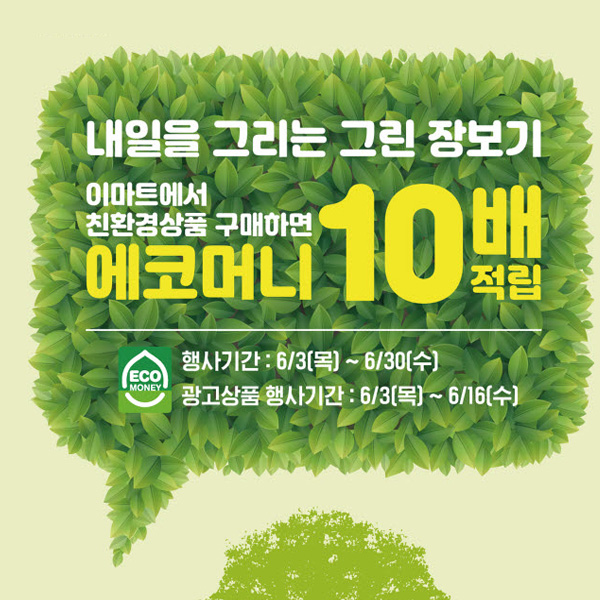 내일을 그리는 그린 장보기
이마트에서
친환경상품 구매하면
에코머니 10배
적립
ECO
MONEY
행사기간 : 6/3(목) ~ 6/30(수)
광고상품 행사기간 : 6/3(목) ~ 6/16(수)